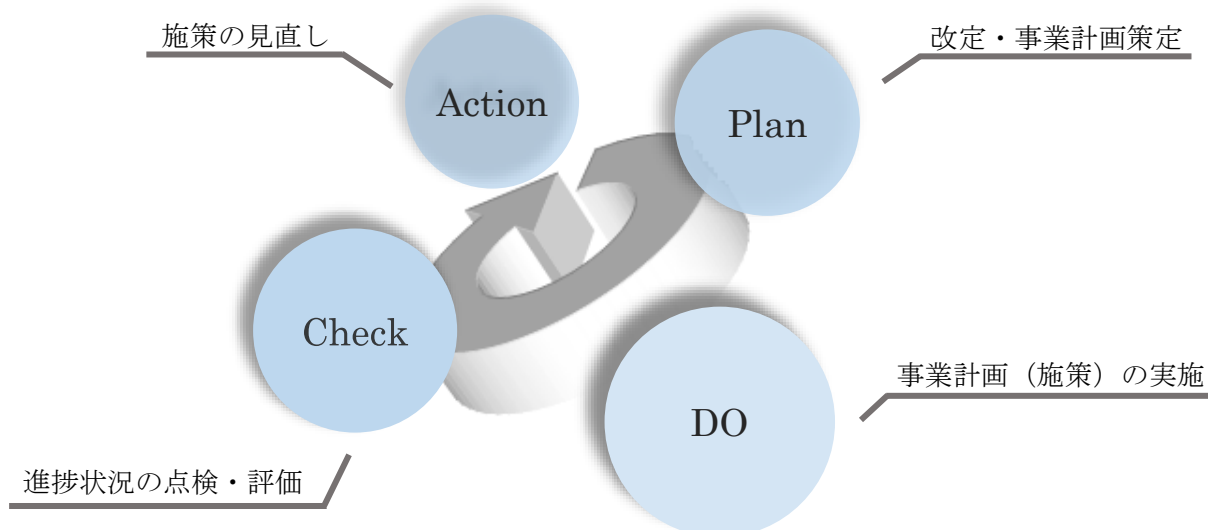 施策の見直し
改定・事業計画策定
Action
Plan
Check
DO
事業計画（施策）の実施
進捗状況の点検・評価